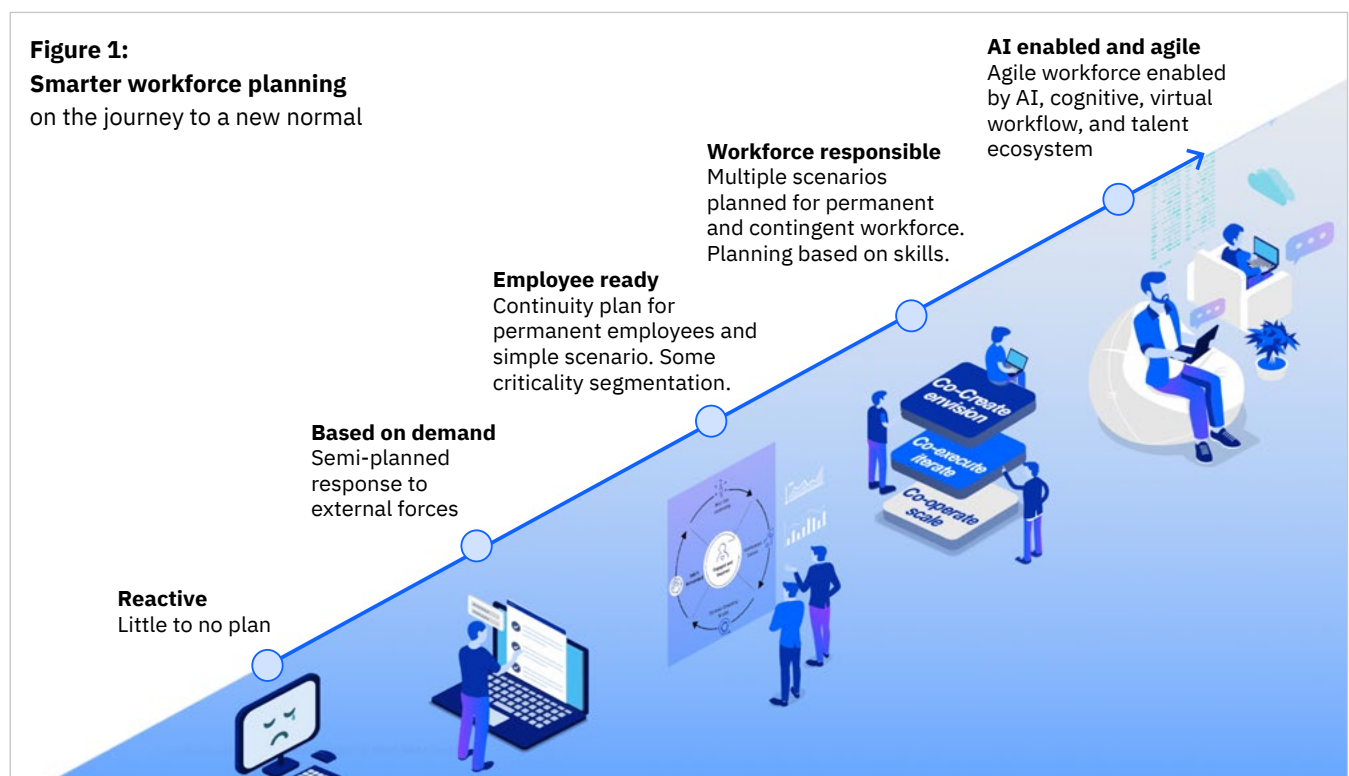 Figure 1:
Smarter workforce planning
on the journey to a new normal
AI enabled and agile
Agile workforce enabled
by AI, cognitive, virtual
workflow, and talent
ecosystem
Workforce responsible
Multiple scenarios
planned for permanent
and contingent workforce.
Planning based on skills.
Employee ready
Continuity plan for
permanent employees and
simple scenario. Some
criticality segmentation.
Based on demand
Semi-planned
response to
external forces
Reactive
Little to no plan
Co-Create
envision
Co-execute
iterate
Co-operate
scale